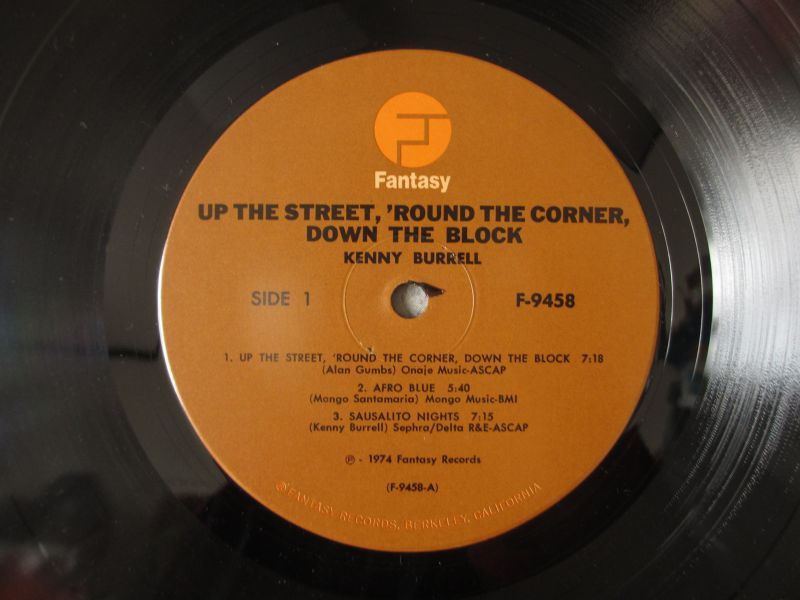 Fantasy
UP THE STREET, 'ROUND THE CORNER,
DOWN THE BLOCK
KENNY BURRELL
SIDE 1
F-9458
1. UP THE STREET, 'ROUND THE CORNER, DOWN THE BLOCK 7:18
(Alan Gumbs) Onaje Music-ASCAP
2. AFRO BLUE 5:40
(Mongo Santamaria) Mongo Music-BMI
3. SAUSALITO NIGHTS 7:15
(Kenny Burrell) Sephra/Delta R&E-ASCAP
℗ - 1974 Fantasy Records
(F-9458-A)
® FANTASY RECORDS, BERKELEY, CALIFORNIA